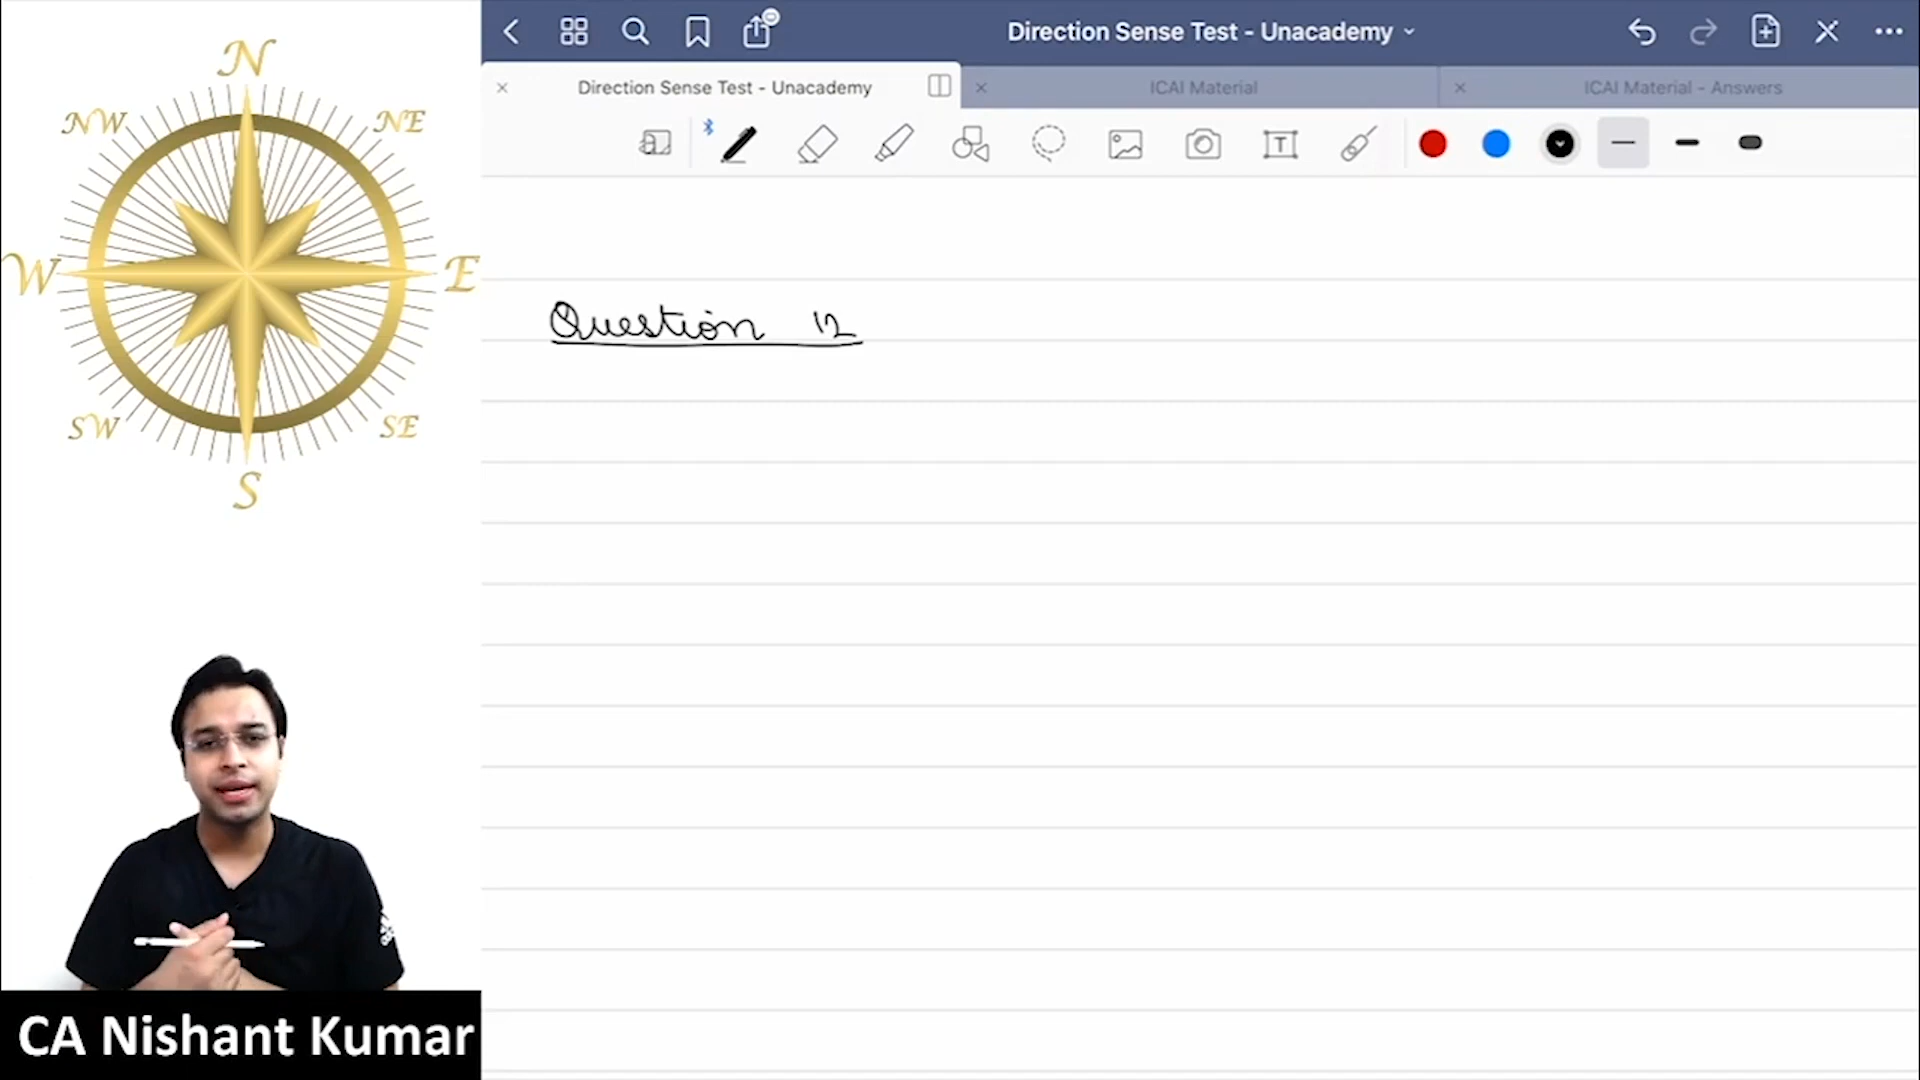 N
NW
NE
W
E
SW
SE
S
CA Nishant Kumar
Direction Sense Test - Unacademy
Direction Sense Test - Unacademy
ICAI Material
ICAI Material - Answers
a
T
Question 12